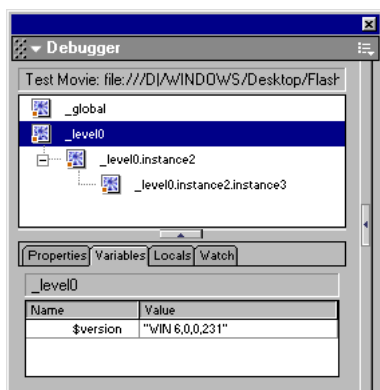 Debugger
Test Movie: file:///D|/WINDOWS/Desktop/Flash
_global
_level0
_level0.instance2
_level0.instance2.instance3
Properties Variables Locals Watch
_level0
Name Value
$version "WIN 6,0,0,231"